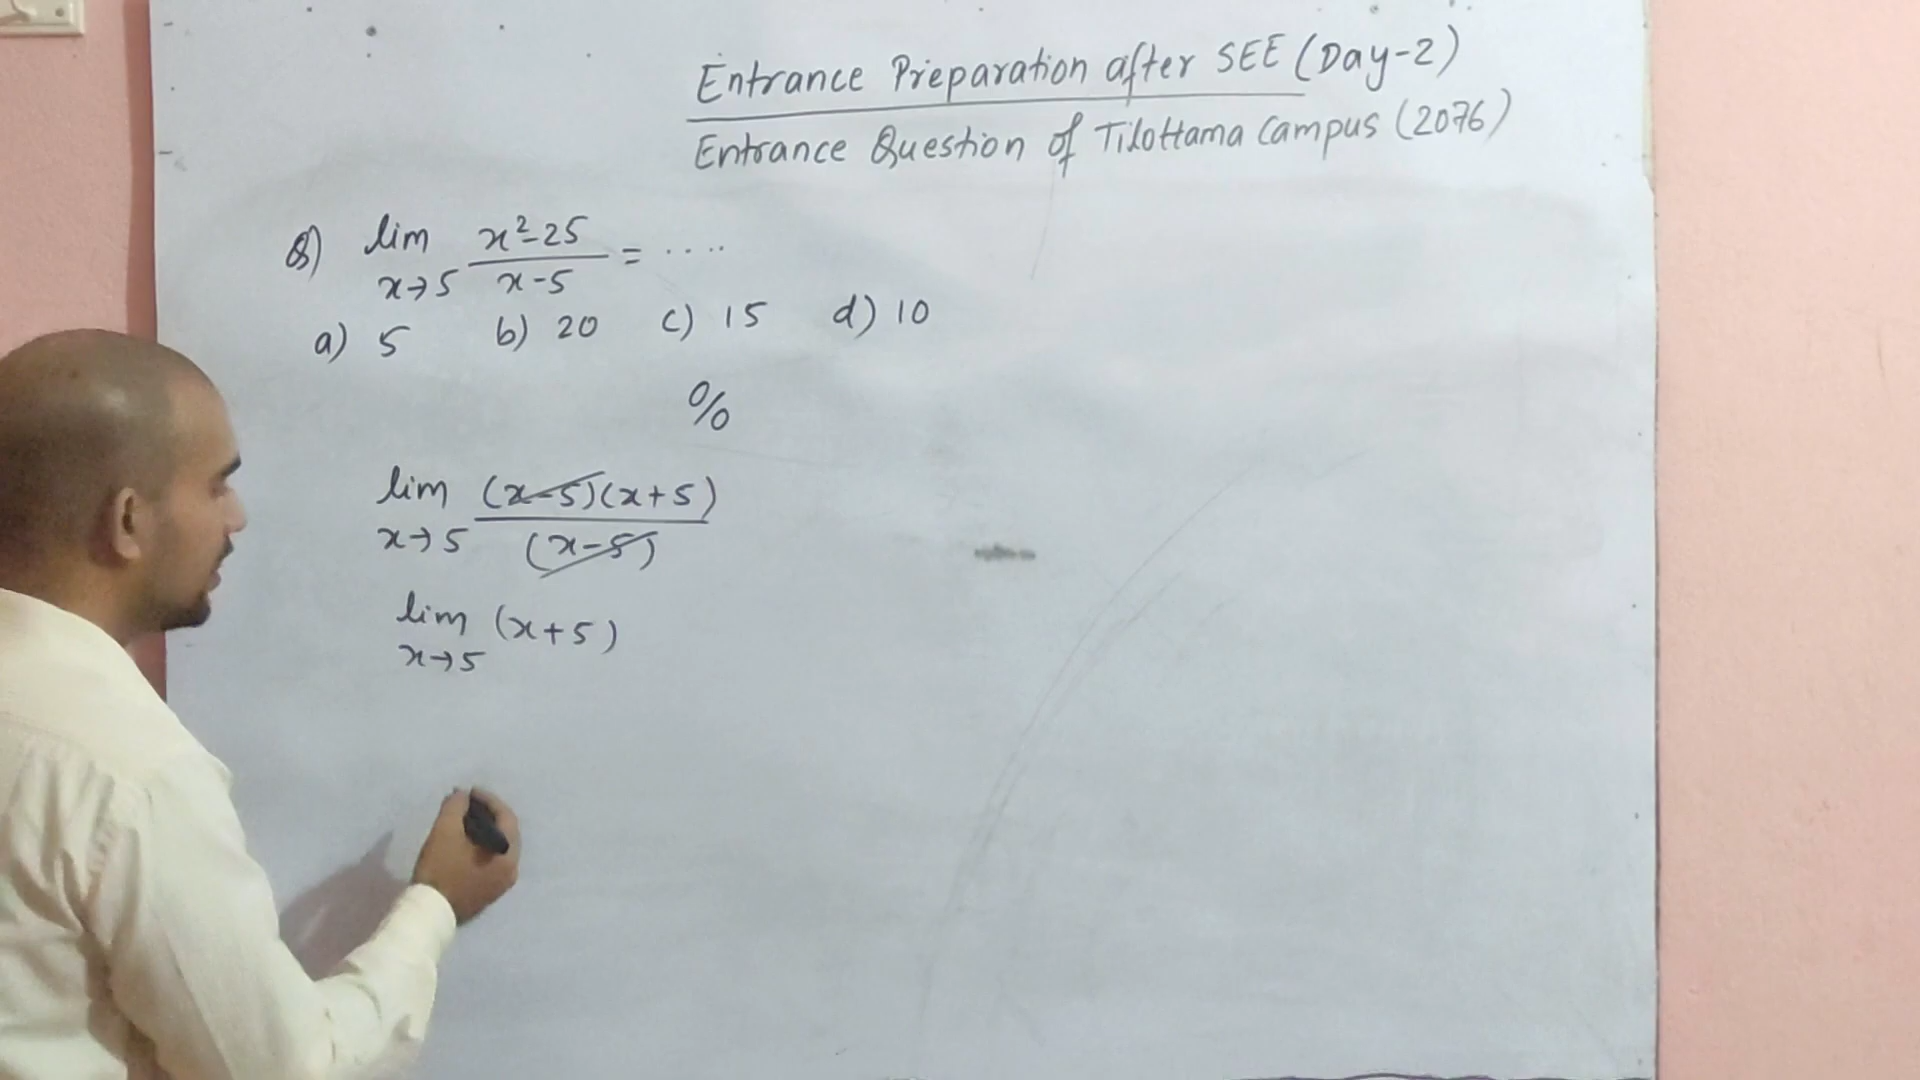 Entrance Preparation after SEE (Day-2)
Entrance Question of Tilottama Campus (2076)
Q) lim x→5 x²-25 / x-5 = ....
a) 5 b) 20 c) 15 d) 10
0/0
lim x→5 (x-5)(x+5) / (x-5)
lim x→5 (x+5)